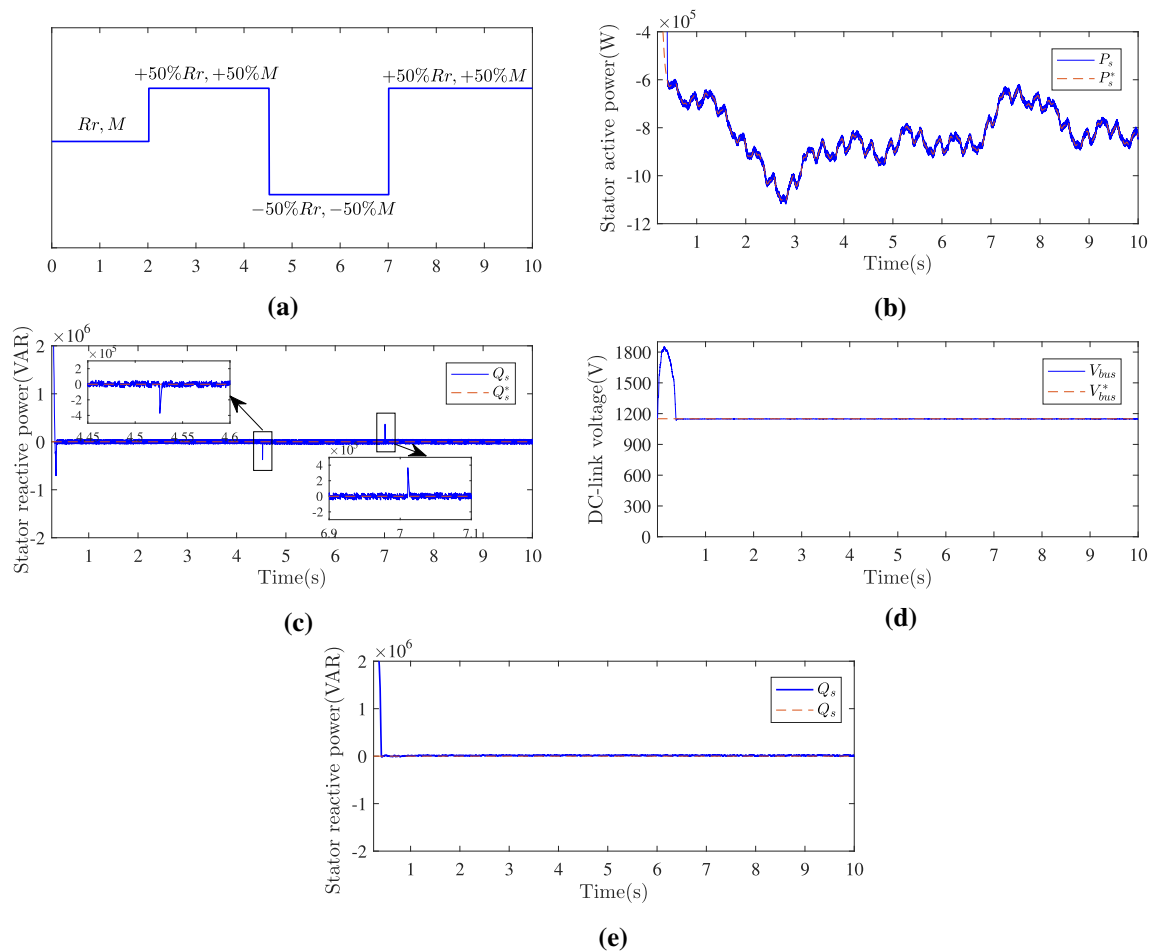 +50%Rr, +50%M
+50%Rr, +50%M
Rr, M
−50%Rr, −50%M
0 1 2 3 4 5 6 7 8 9 10
(a)
×10^5
Stator active power(W)
-4
-6
-8
-10
-12
P_s
P_s^*
1 2 3 4 5 6 7 8 9 10
Time(s)
(b)
×10^6
Stator reactive power(VAR)
2
1
0
-1
-2
×10^5
2
0
-2
-4
4.45 4.5 4.55 4.6
Q_s
Q_s^*
4
2
0
-2
6.9 7 7.1
1 2 3 4 5 6 7 8 9 10
Time(s)
(c)
DC-link voltage(V)
1800
1500
1200
900
600
300
0
V_bus
V_bus^*
1 2 3 4 5 6 7 8 9 10
Time(s)
(d)
×10^6
Stator reactive power(VAR)
2
1
0
-1
-2
Q_s
Q_s
1 2 3 4 5 6 7 8 9 10
Time(s)
(e)